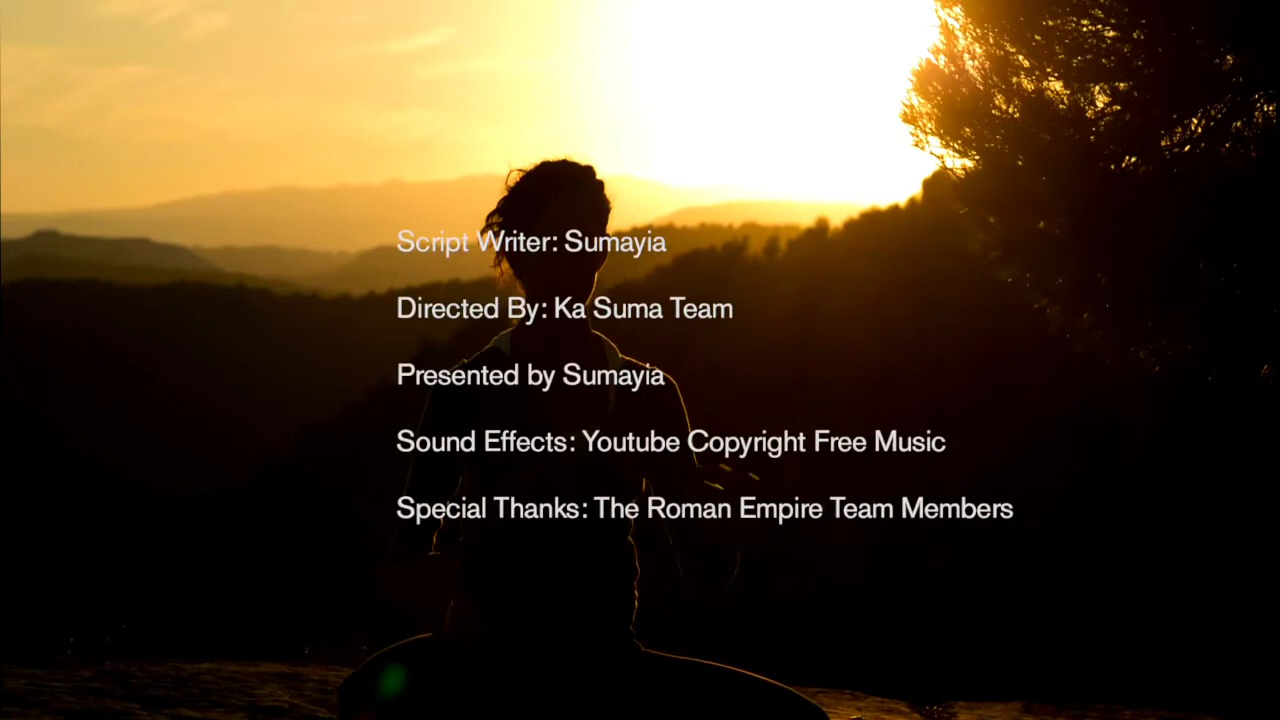 Script Writer: Sumayia
Directed By: Ka Suma Team
Presented by Sumayia
Sound Effects: Youtube Copyright Free Music
Special Thanks: The Roman Empire Team Members